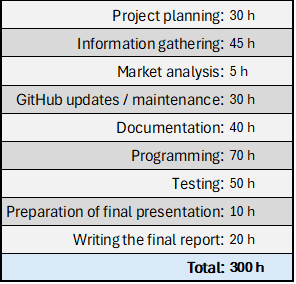 Project planning: 30 h
Information gathering: 45 h
Market analysis: 5 h
GitHub updates / maintenance: 30 h
Documentation: 40 h
Programming: 70 h
Testing: 50 h
Preparation of final presentation: 10 h
Writing the final report: 20 h
Total: 300 h